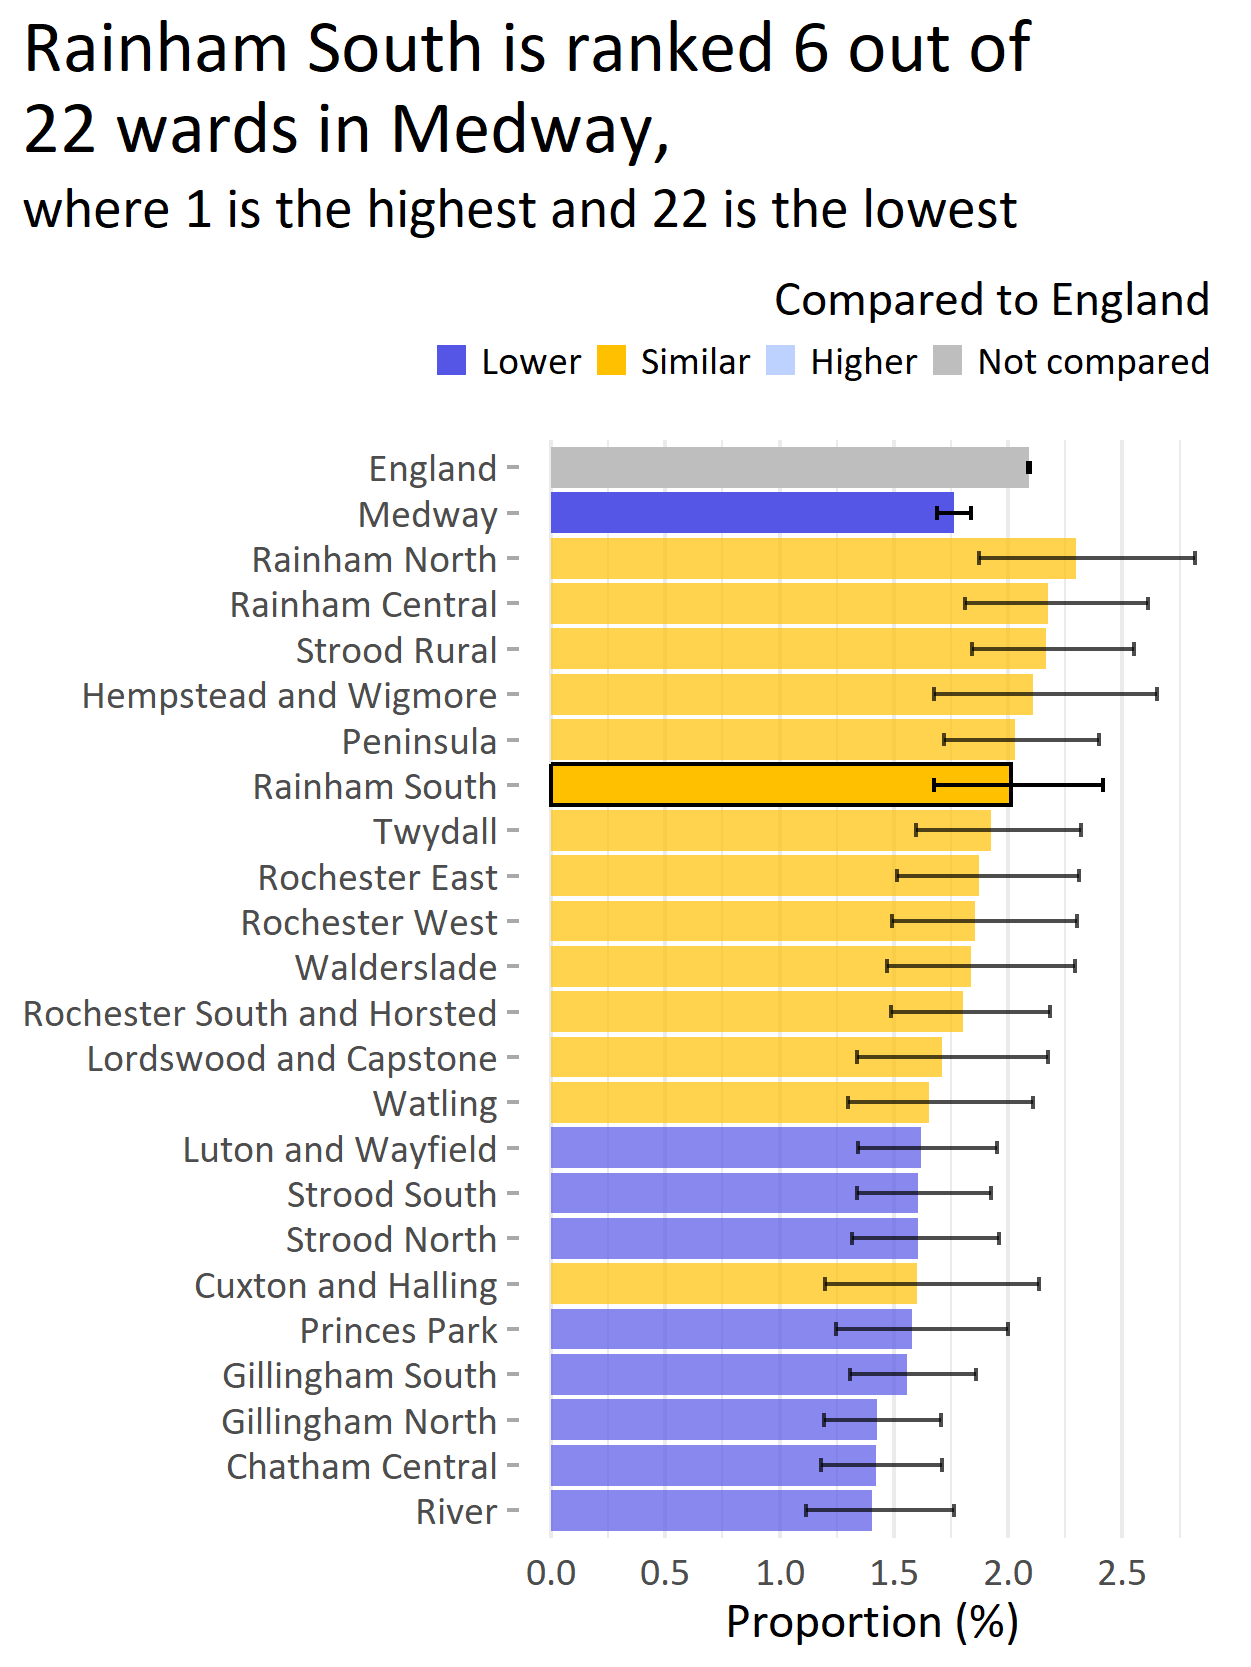 Rainham South is ranked 6 out of
22 wards in Medway,
where 1 is the highest and 22 is the lowest
Compared to England
Lower Similar Higher Not compared
England
Medway
Rainham North
Rainham Central
Strood Rural
Hempstead and Wigmore
Peninsula
Rainham South
Twydall
Rochester East
Rochester West
Walderslade
Rochester South and Horsted
Lordswood and Capstone
Watling
Luton and Wayfield
Strood South
Strood North
Cuxton and Halling
Princes Park
Gillingham South
Gillingham North
Chatham Central
River
0.0 0.5 1.0 1.5 2.0 2.5
Proportion (%)